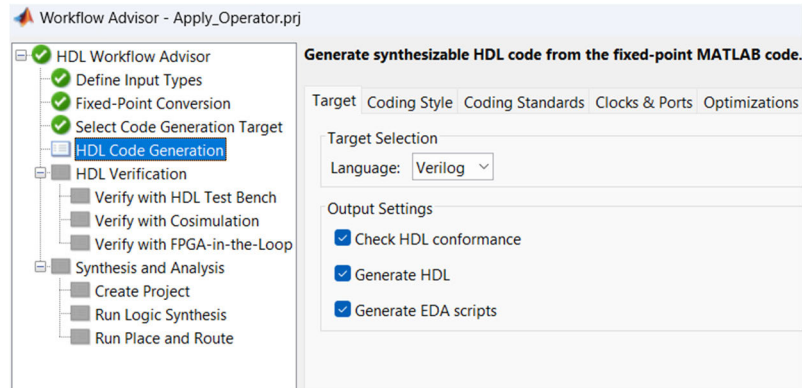 Workflow Advisor - Apply_Operator.prj
HDL Workflow Advisor
Define Input Types
Fixed-Point Conversion
Select Code Generation Target
HDL Code Generation
HDL Verification
Verify with HDL Test Bench
Verify with Cosimulation
Verify with FPGA-in-the-Loop
Synthesis and Analysis
Create Project
Run Logic Synthesis
Run Place and Route
Generate synthesizable HDL code from the fixed-point MATLAB code.
Target Coding Style Coding Standards Clocks & Ports Optimizations
Target Selection
Language: Verilog
Output Settings
Check HDL conformance
Generate HDL
Generate EDA scripts